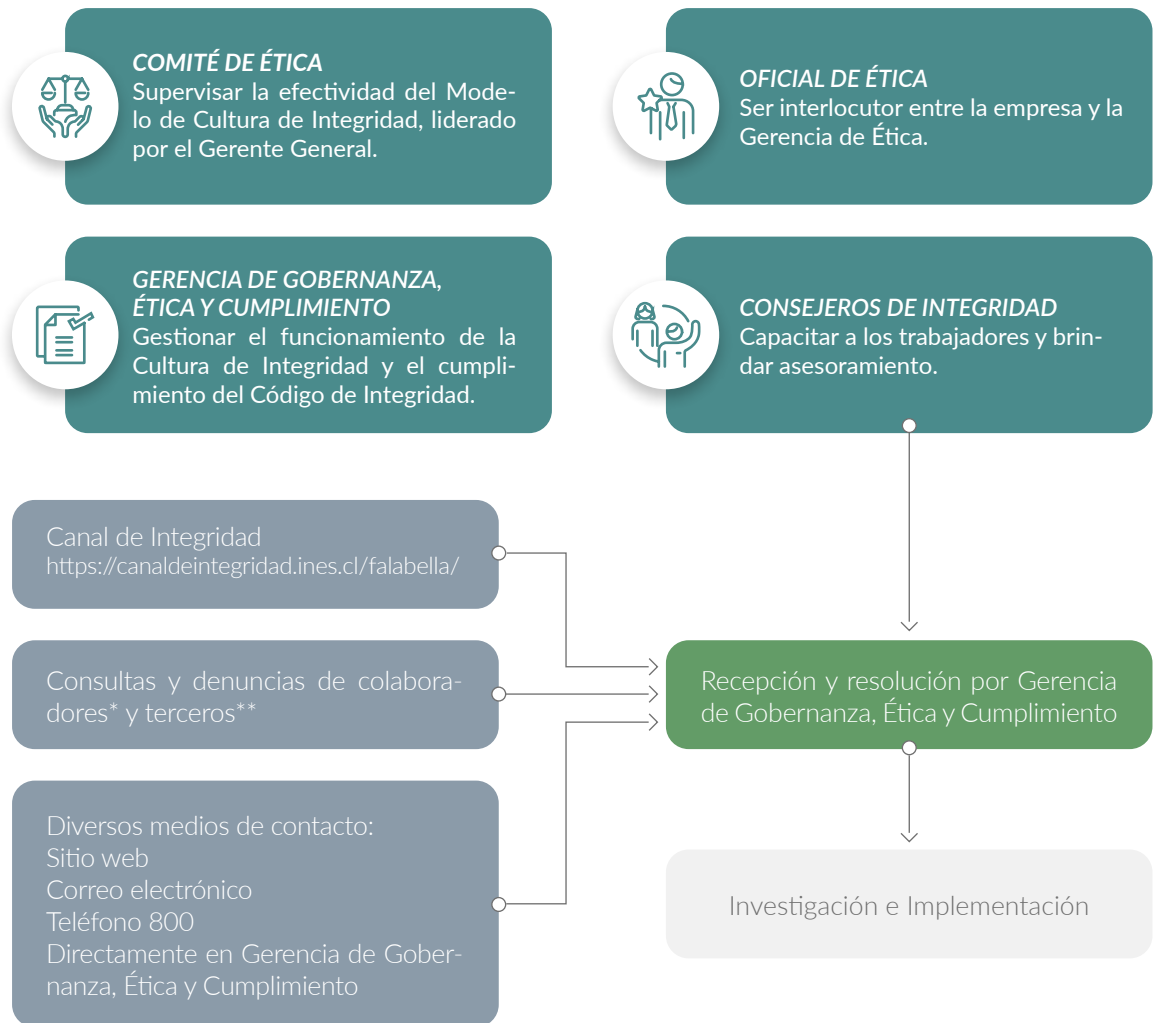 COMITÉ DE ÉTICA
Supervisar la efectividad del Mode-
lo de Cultura de Integridad, liderado
por el Gerente General.
OFICIAL DE ÉTICA
Ser interlocutor entre la empresa y la
Gerencia de Ética.
GERENCIA DE GOBERNANZA,
ÉTICA Y CUMPLIMIENTO
Gestionar el funcionamiento de la
Cultura de Integridad y el cumpli-
miento del Código de Integridad.
CONSEJEROS DE INTEGRIDAD
Capacitar a los trabajadores y brin-
dar asesoramiento.
Canal de Integridad
https://canaldeintegridad.ines.cl/falabella/
Consultas y denuncias de colabora-
dores* y terceros**
Diversos medios de contacto:
Sitio web
Correo electrónico
Teléfono 800
Directamente en Gerencia de Gober-
nanza, Ética y Cumplimiento
Recepción y resolución por Gerencia
de Gobernanza, Ética y Cumplimiento
Investigación e Implementación